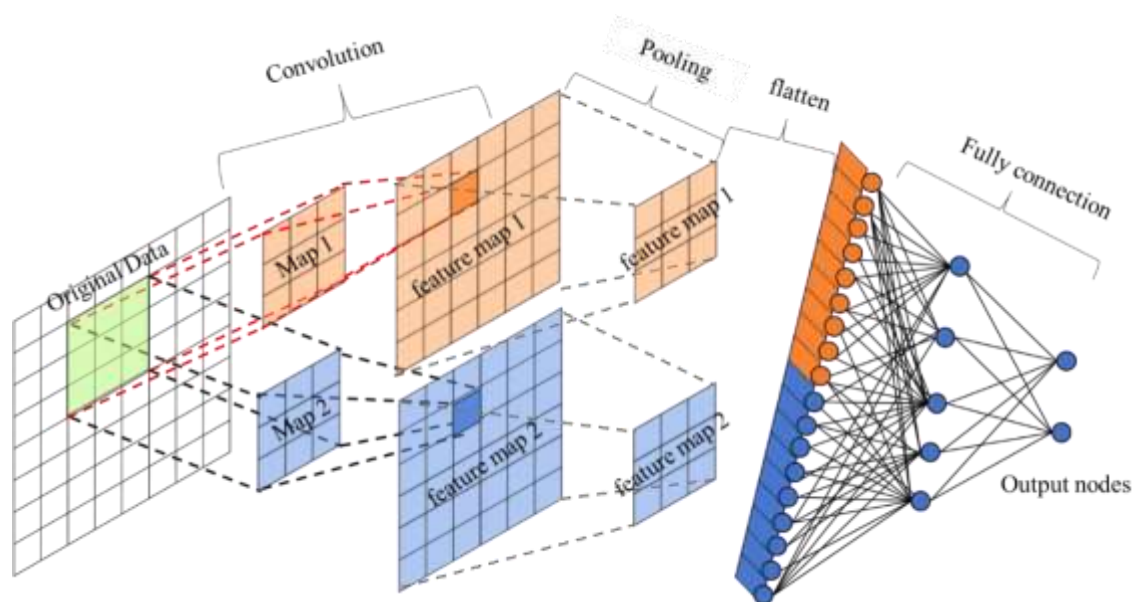 Convolution
Pooling
flatten
Fully connection
Original/Data
Map 1
feature map 1
feature map 1
Map 2
feature map 2
feature map 2
Output nodes